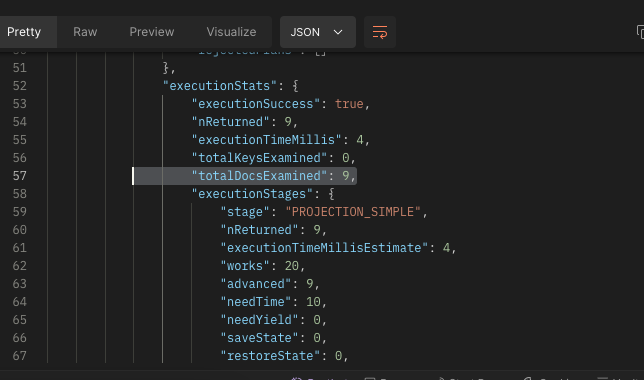 Pretty Raw Preview Visualize JSON
51 },
52 "executionStats": {
53 "executionSuccess": true,
54 "nReturned": 9,
55 "executionTimeMillis": 4,
56 "totalKeysExamined": 0,
57 "totalDocsExamined": 9,
58 "executionStages": {
59 "stage": "PROJECTION_SIMPLE",
60 "nReturned": 9,
61 "executionTimeMillisEstimate": 4,
62 "works": 20,
63 "advanced": 9,
64 "needTime": 10,
65 "needYield": 0,
66 "saveState": 0,
67 "restoreState": 0,